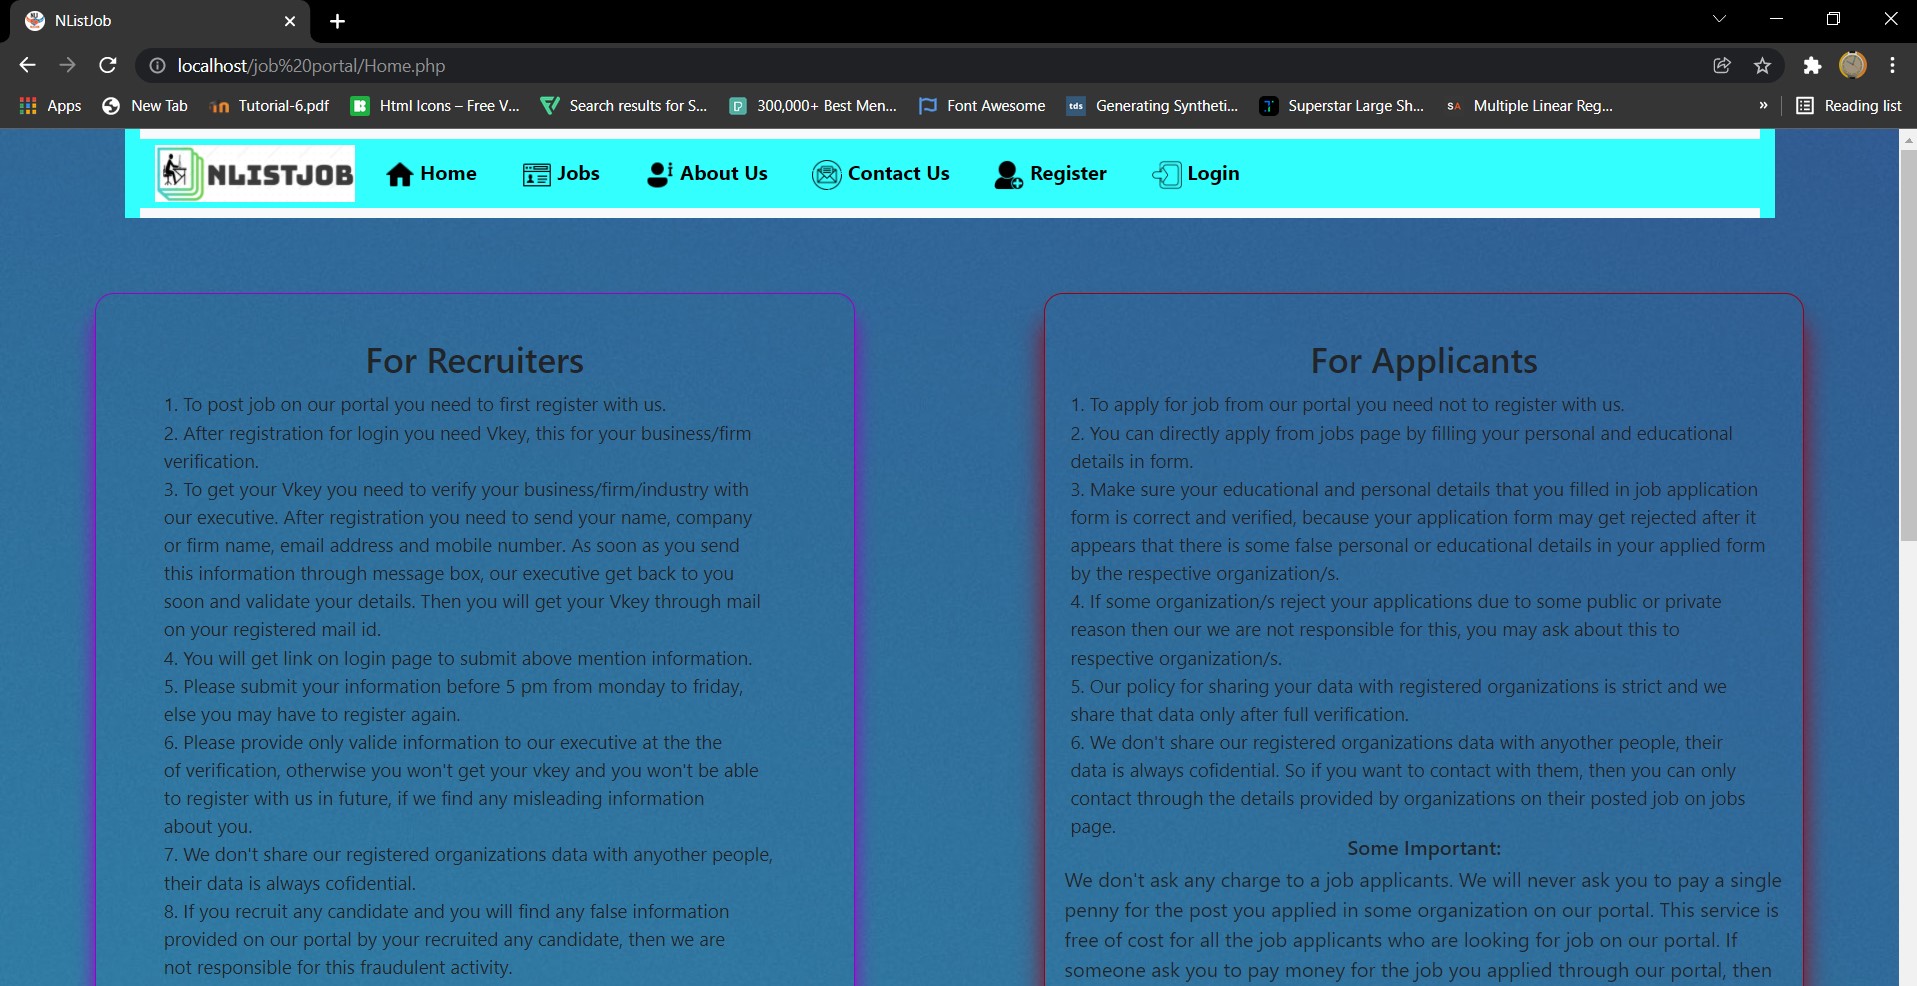 NListJob
localhost/job%20portal/Home.php
Apps
New Tab
Tutorial-6.pdf
Html Icons – Free V...
Search results for S...
300,000+ Best Men...
Font Awesome
tds
Generating Syntheti...
Superstar Large Sh...
SA
Multiple Linear Reg...
»
Reading list
NLISTJOB
Home
Jobs
About Us
Contact Us
Register
Login
For Recruiters
1. To post job on our portal you need to first register with us.
2. After registration for login you need Vkey, this for your business/firm
verification.
3. To get your Vkey you need to verify your business/firm/industry with
our executive. After registration you need to send your name, company
or firm name, email address and mobile number. As soon as you send
this information through message box, our executive get back to you
soon and validate your details. Then you will get your Vkey through mail
on your registered mail id.
4. You will get link on login page to submit above mention information.
5. Please submit your information before 5 pm from monday to friday,
else you may have to register again.
6. Please provide only valide information to our executive at the the
of verification, otherwise you won't get your vkey and you won't be able
to register with us in future, if we find any misleading information
about you.
7. We don't share our registered organizations data with anyother people,
their data is always cofidential.
8. If you recruit any candidate and you will find any false information
provided on our portal by your recruited any candidate, then we are
not responsible for this fraudulent activity.
For Applicants
1. To apply for job from our portal you need not to register with us.
2. You can directly apply from jobs page by filling your personal and educational
details in form.
3. Make sure your educational and personal details that you filled in job application
form is correct and verified, because your application form may get rejected after it
appears that there is some false personal or educational details in your applied form
by the respective organization/s.
4. If some organization/s reject your applications due to some public or private
reason then our we are not responsible for this, you may ask about this to
respective organization/s.
5. Our policy for sharing your data with registered organizations is strict and we
share that data only after full verification.
6. We don't share our registered organizations data with anyother people, their
data is always cofidential. So if you want to contact with them, then you can only
contact through the details provided by organizations on their posted job on jobs
page.
Some Important:
We don't ask any charge to a job applicants. We will never ask you to pay a single
penny for the post you applied in some organization on our portal. This service is
free of cost for all the job applicants who are looking for job on our portal. If
someone ask you to pay money for the job you applied through our portal, then